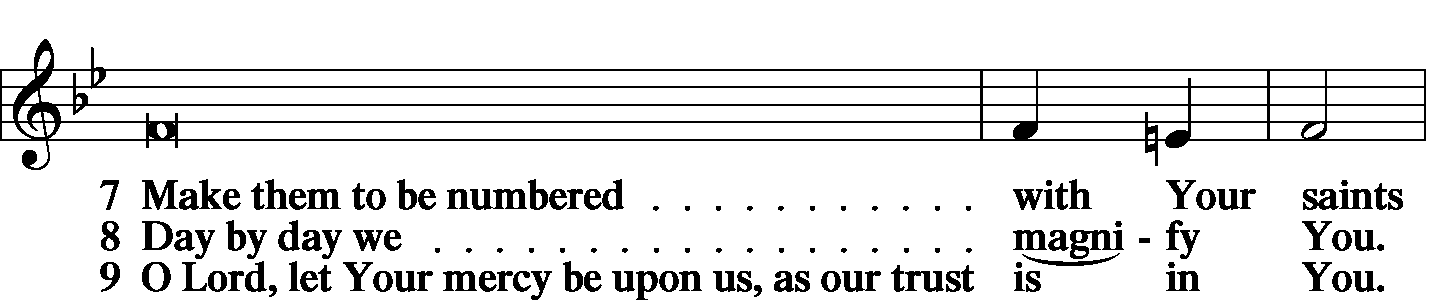 7 Make them to be numbered . . . . . . . . . . . with Your saints
8 Day by day we . . . . . . . . . . . . . . . . . . magni - fy You.
9 O Lord, let Your mercy be upon us, as our trust is in You.